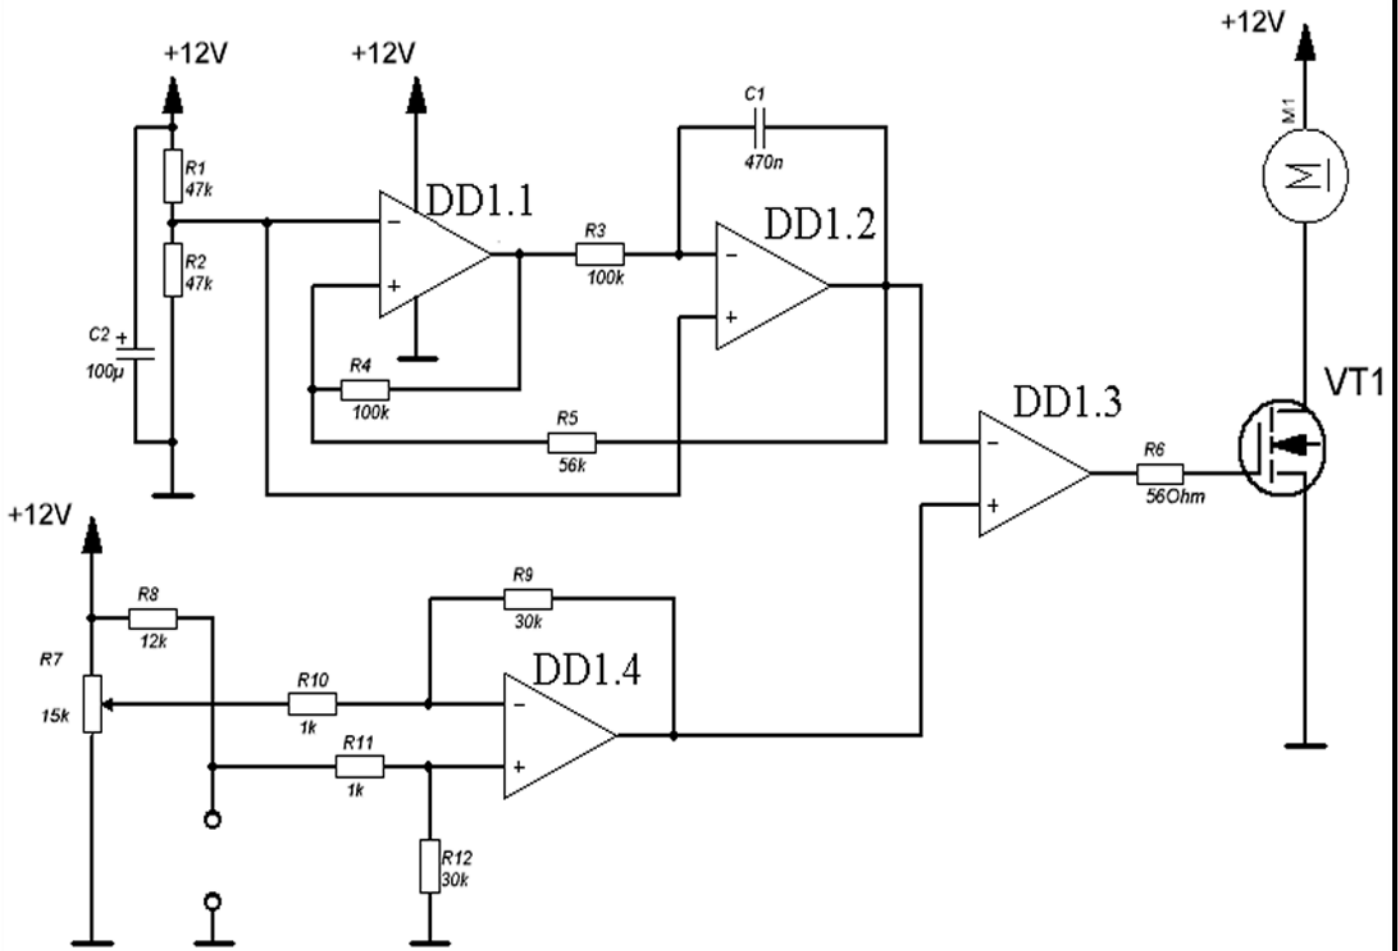 +12V
+12V
+12V
M1
M
C1
470n
R1
47k
DD1.1
−
+
R3
100k
DD1.2
−
+
R2
47k
C2 +
100µ
R4
100k
R5
56k
VT1
DD1.3
−
+
R6
56Ohm
+12V
R8
12k
R9
30k
R7
15k
R10
1k
DD1.4
−
+
R11
1k
R12
30k